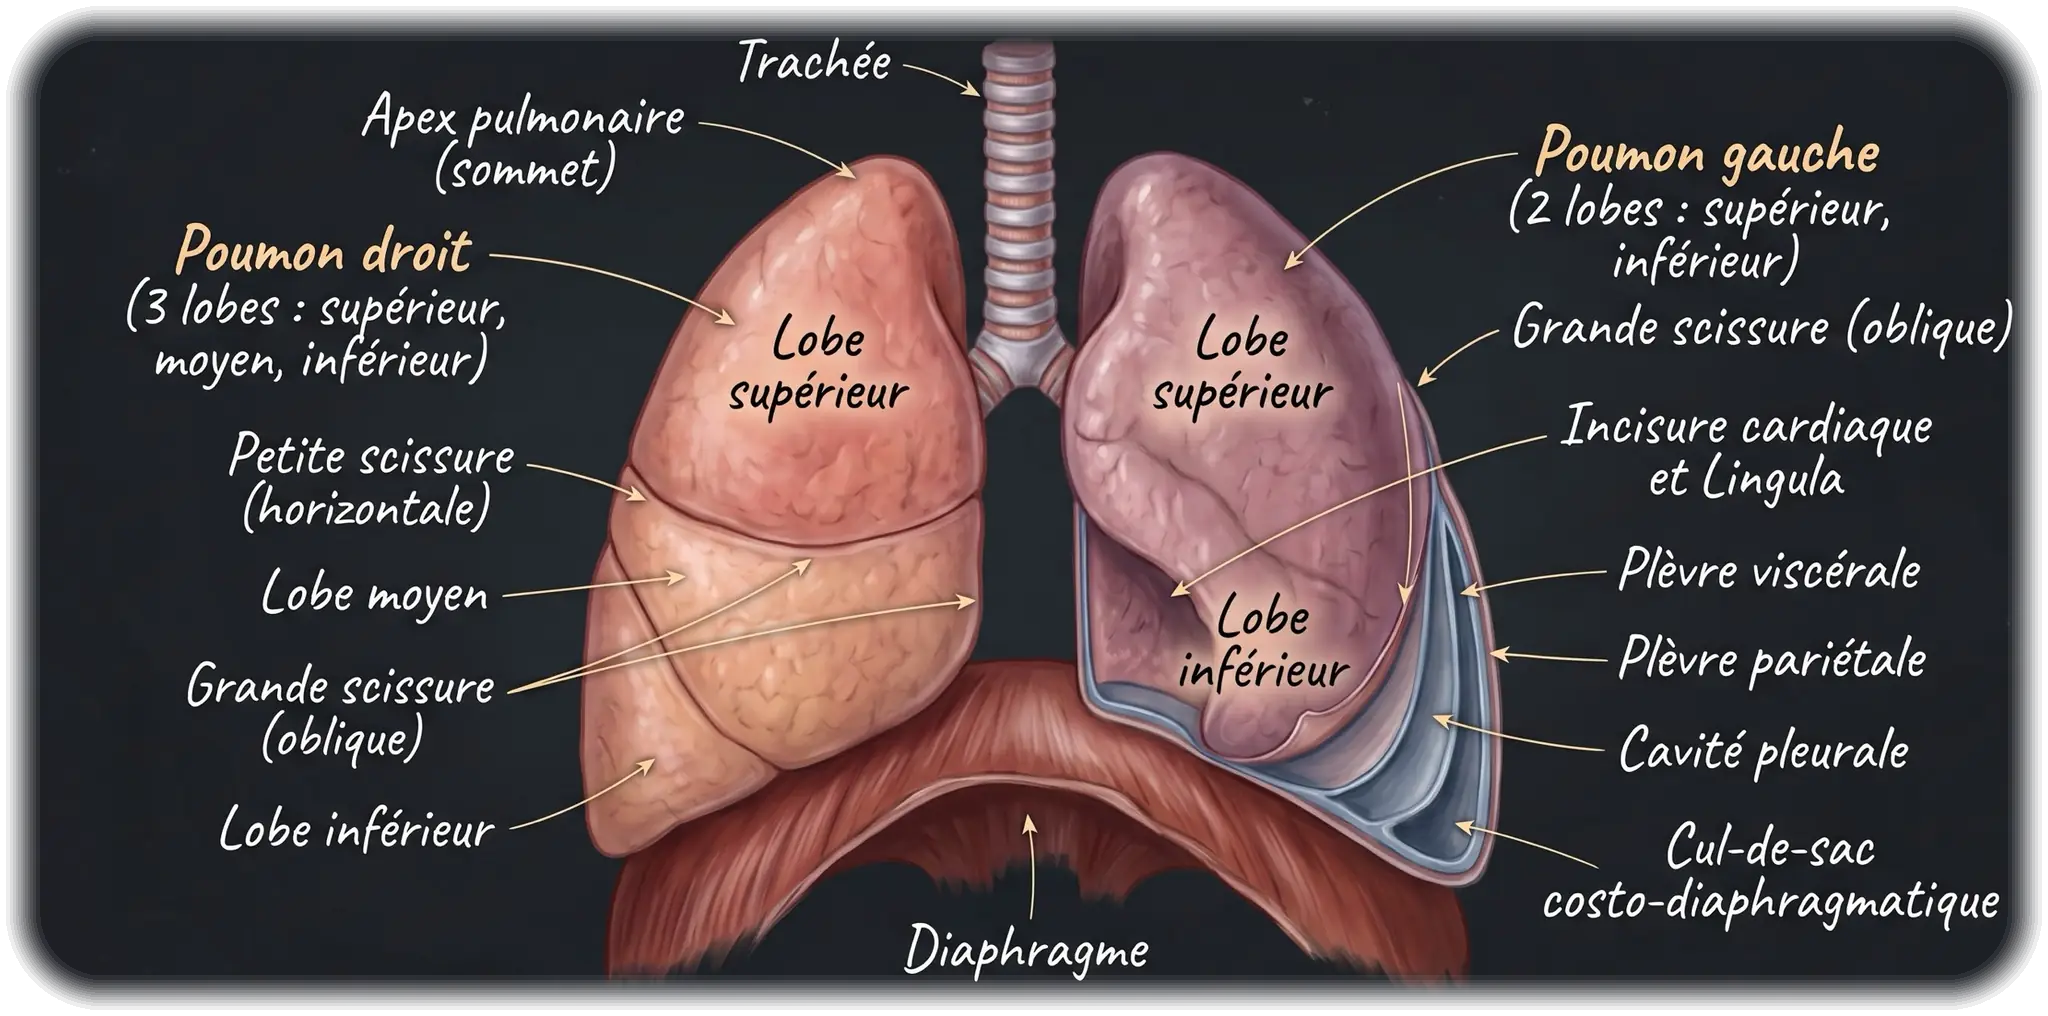 Trachée
Apex pulmonaire
(sommet)
Poumon droit
(3 lobes : supérieur,
moyen, inférieur)
Petite scissure
(horizontale)
Lobe moyen
Grande scissure
(oblique)
Lobe inférieur
Lobe
supérieur
Lobe
supérieur
Lobe
inférieur
Diaphragme
Poumon gauche
(2 lobes : supérieur,
inférieur)
Grande scissure (oblique)
Incisure cardiaque
et Lingula
Plèvre viscérale
Plèvre pariétale
Cavité pleurale
Cul-de-sac
costo-diaphragmatique